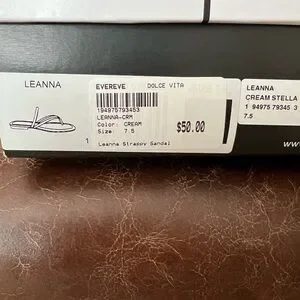 LEANNA
1
EVEREVE DOLCE VITA
194975793453
LEANNA-CRM
Color: CREAM
Size: 7.5
$50.00
Leanna Strappy Sandal
LEANNA
CREAM STELLA
1 94975 79345 3
7.5
www